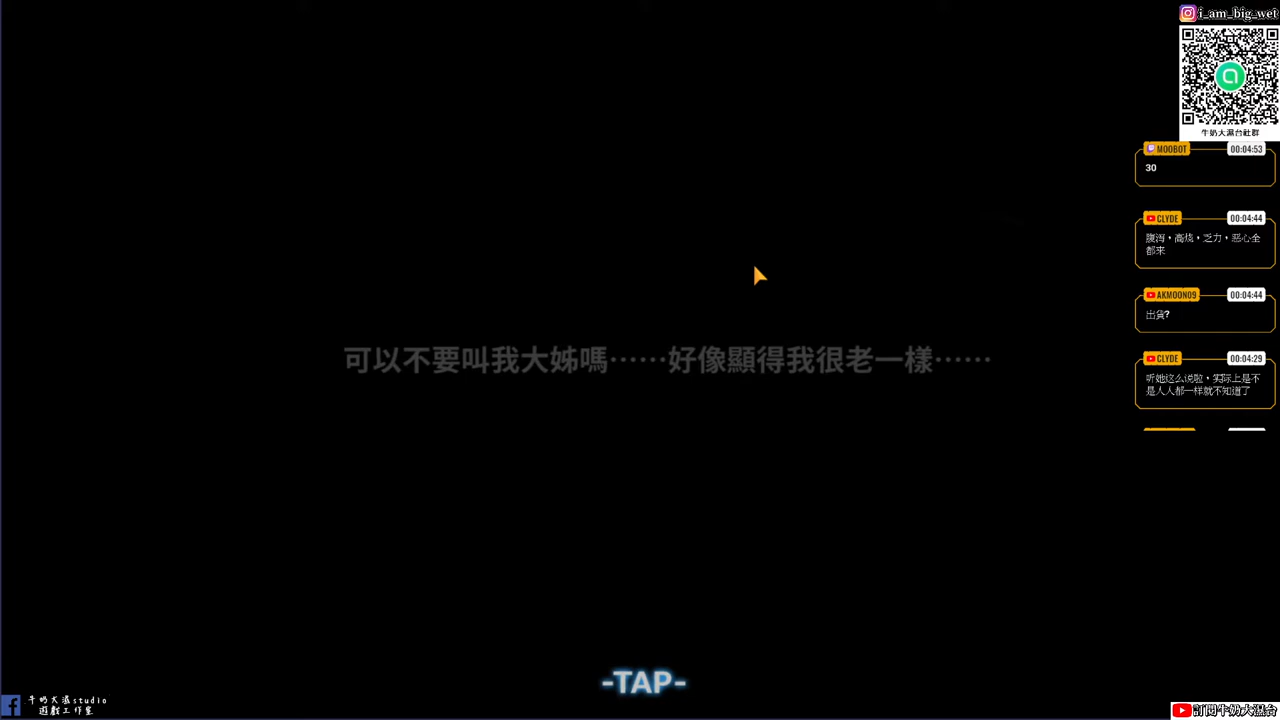 i_am_big_wet
牛奶大濕台社群
MOOBOT 00:04:53
30
CLYDE 00:04:44
腹泻，高烧，乏力，恶心全
都来
AKMOON09 00:04:44
出貨?
CLYDE 00:04:29
听她这么说啦，实际上是不
是人人都一样就不知道了
可以不要叫我大姊嗎……好像顯得我很老一樣……
-TAP-
牛奶大濕studio
遊戲工作室
訂閱牛奶大濕台